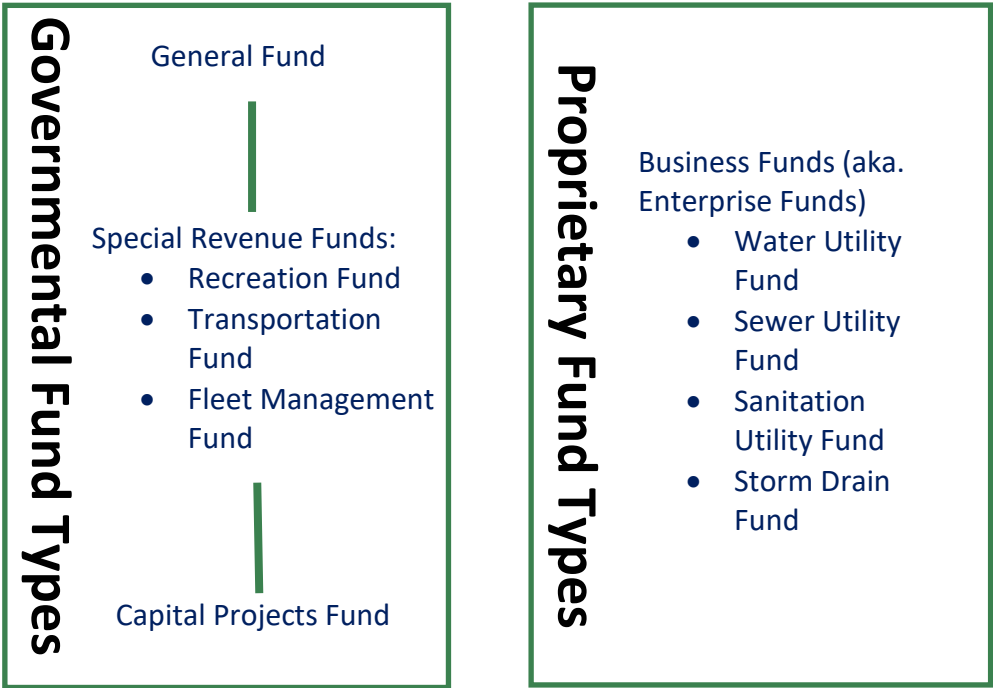 Governmental Fund Types
General Fund
Special Revenue Funds:
• Recreation Fund
• Transportation
Fund
• Fleet Management
Fund
Capital Projects Fund
Proprietary Fund Types
Business Funds (aka.
Enterprise Funds)
• Water Utility
Fund
• Sewer Utility
Fund
• Sanitation
Utility Fund
• Storm Drain
Fund